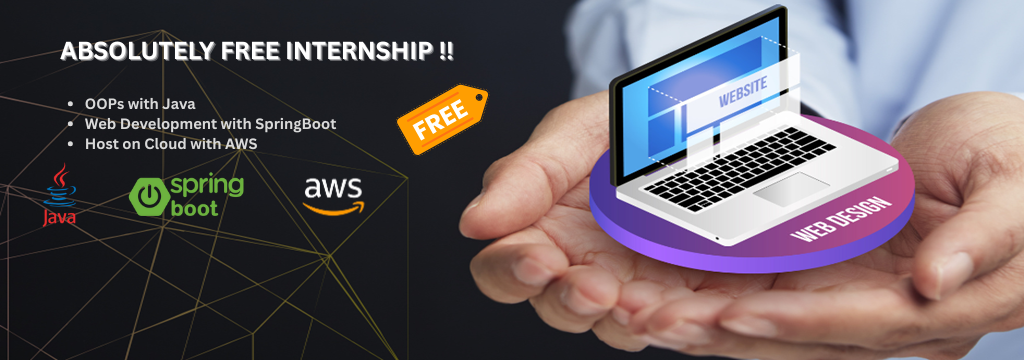 ABSOLUTELY FREE INTERNSHIP !!
OOPs with Java
Web Development with SpringBoot
Host on Cloud with AWS
FREE
Java
spring
boot
aws
WEBSITE
WEB DESIGN